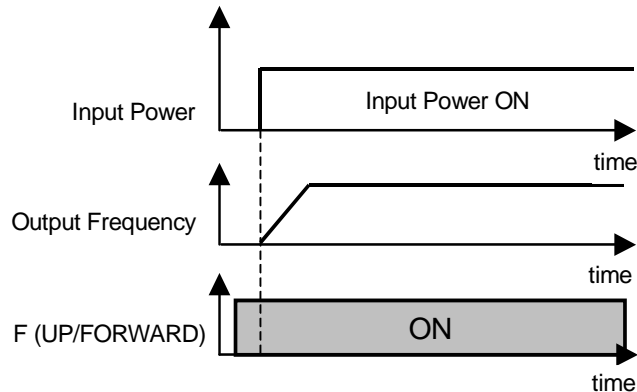 Input Power
Input Power ON
time
Output Frequency
time
F (UP/FORWARD)
ON
time